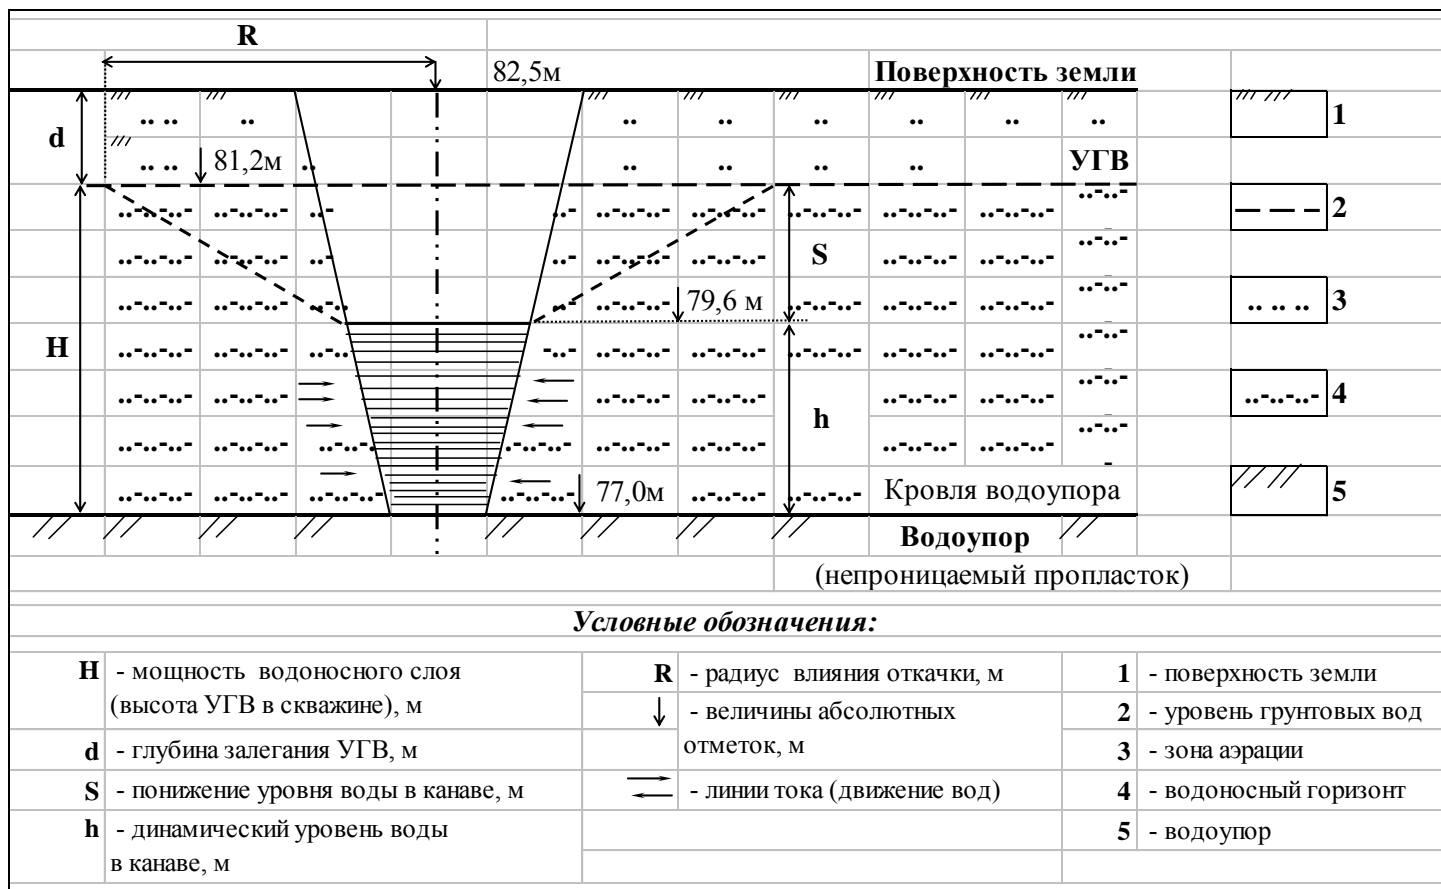 R
82,5м
Поверхность земли
1
d
81,2м
УГВ
2
S
3
79,6 м
H
4
h
77,0м
Кровля водоупора
5
Водоупор
(непроницаемый пропласток)
Условные обозначения:
H - мощность водоносного слоя
(высота УГВ в скважине), м
d - глубина залегания УГВ, м
S - понижение уровня воды в канаве, м
h - динамический уровень воды
в канаве, м
R - радиус влияния откачки, м
- величины абсолютных
отметок, м
- линии тока (движение вод)
1 - поверхность земли
2 - уровень грунтовых вод
3 - зона аэрации
4 - водоносный горизонт
5 - водоупор